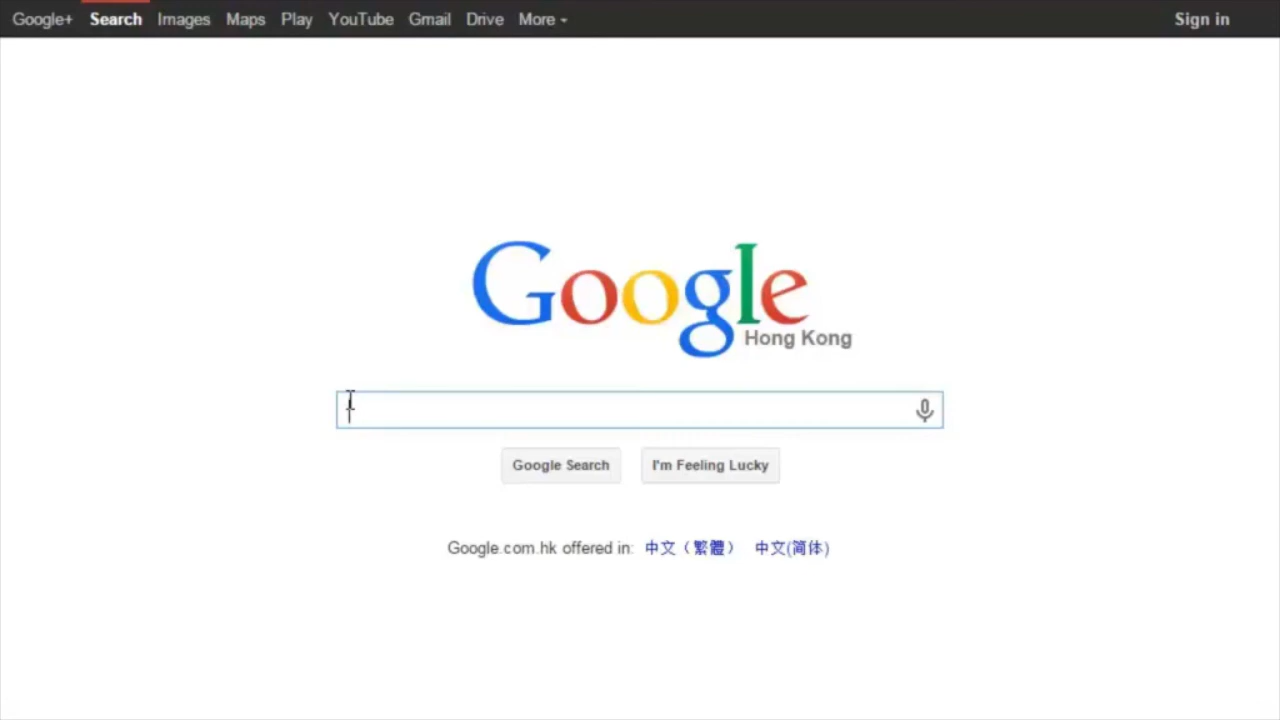 Google+ Search Images Maps Play YouTube Gmail Drive More Sign in
Google
Hong Kong
Google Search I'm Feeling Lucky
Google.com.hk offered in: 中文（繁體） 中文(简体)